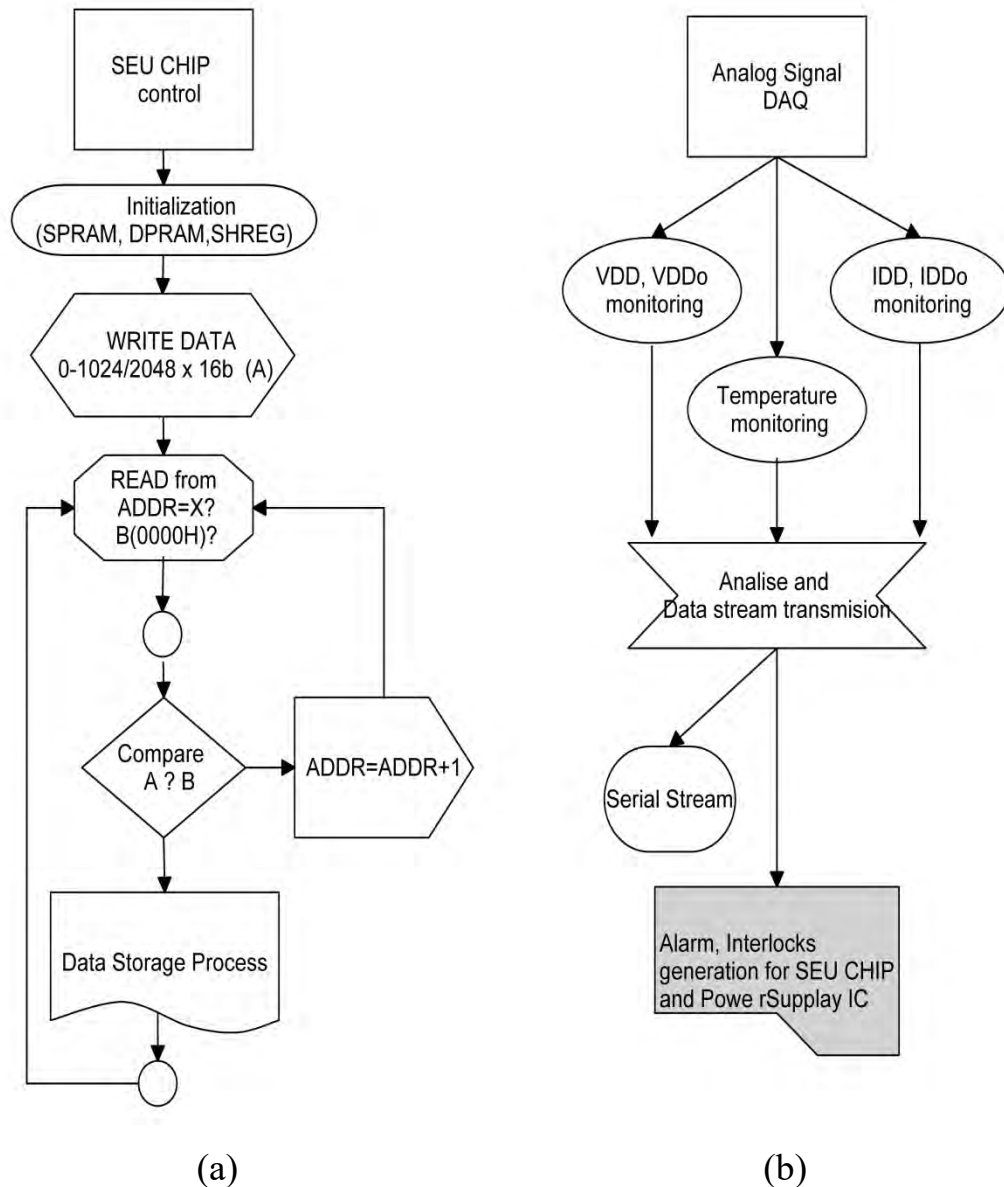 SEU CHIP
control
Initialization
(SPRAM, DPRAM,SHREG)
WRITE DATA
0-1024/2048 x 16b (A)
READ from
ADDR=X?
B(0000H)?
Compare
A ? B
ADDR=ADDR+1
Data Storage Process
(a)
Analog Signal
DAQ
VDD, VDDo
monitoring
IDD, IDDo
monitoring
Temperature
monitoring
Analise and
Data stream transmision
Serial Stream
Alarm, Interlocks
generation for SEU CHIP
and Powe rSupplay IC
(b)